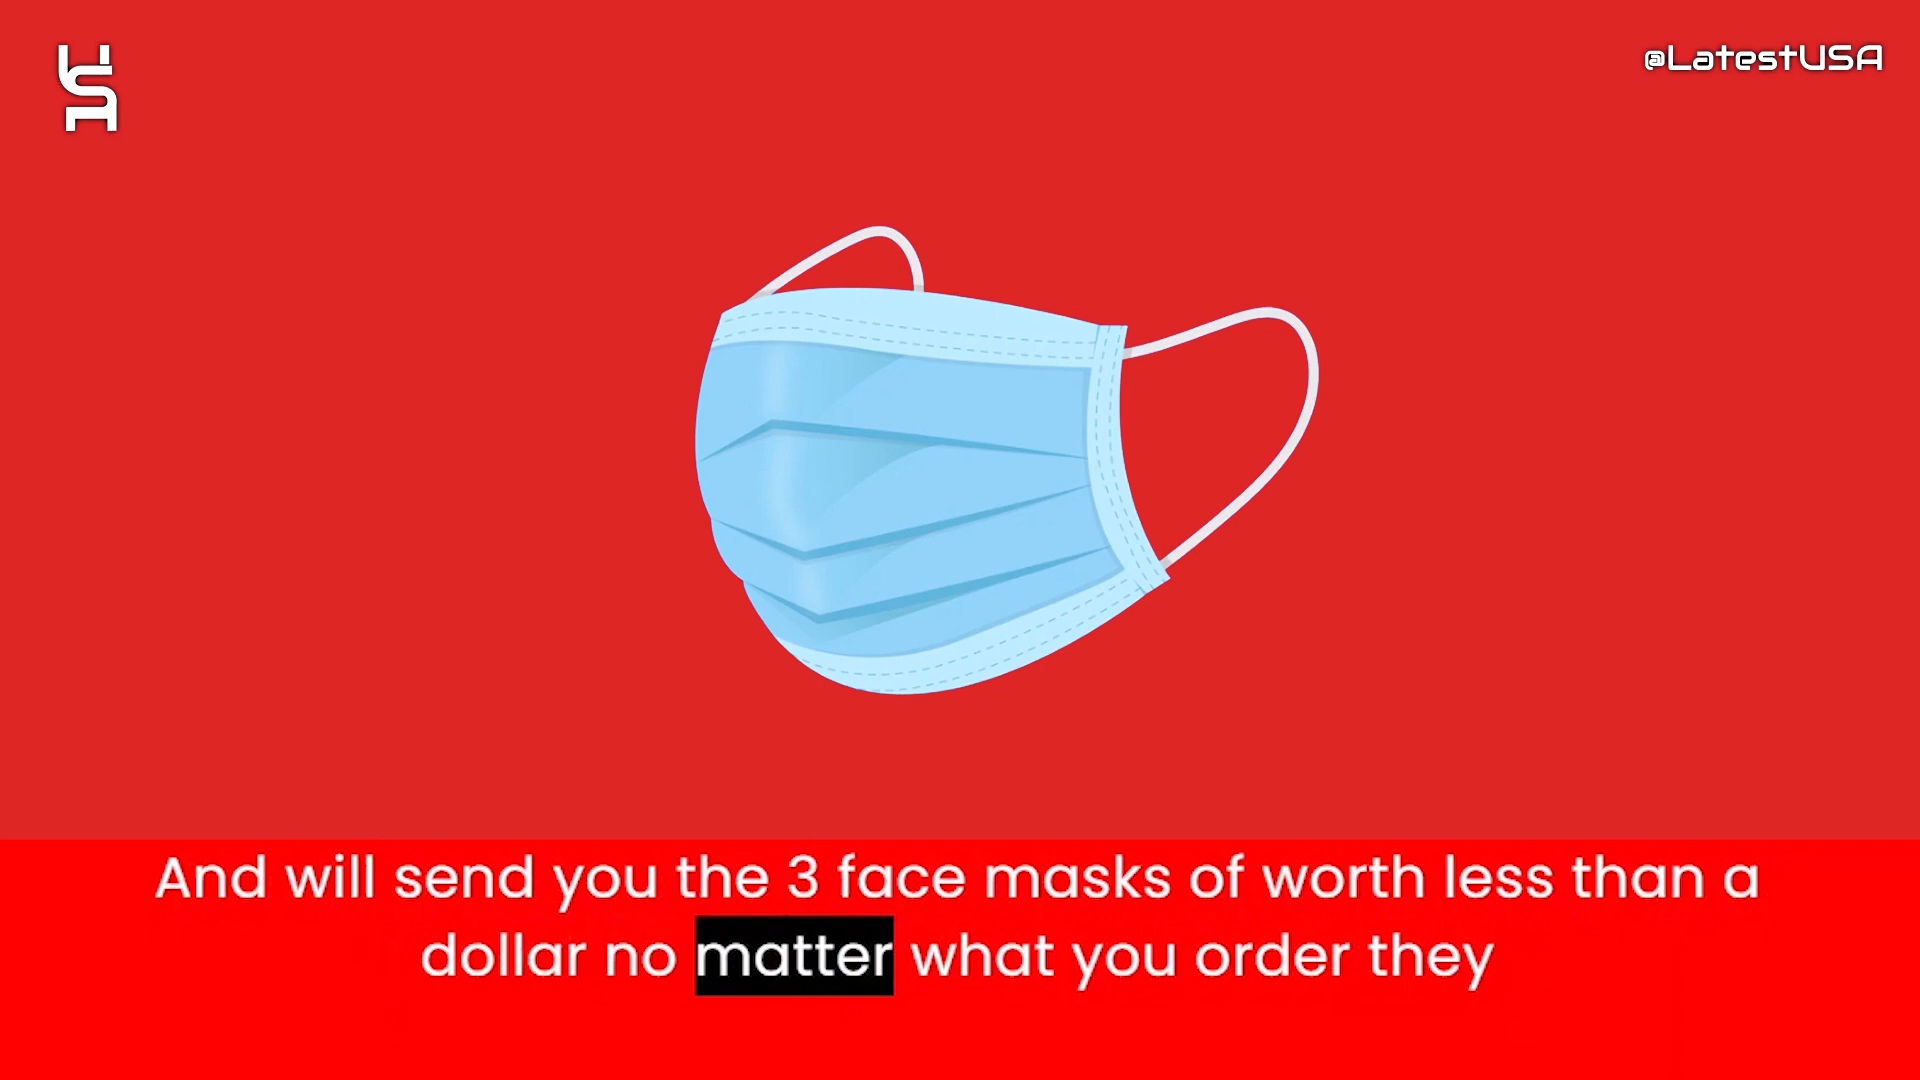 USA
@LatestUSA
And will send you the 3 face masks of worth less than a
dollar no matter what you order they